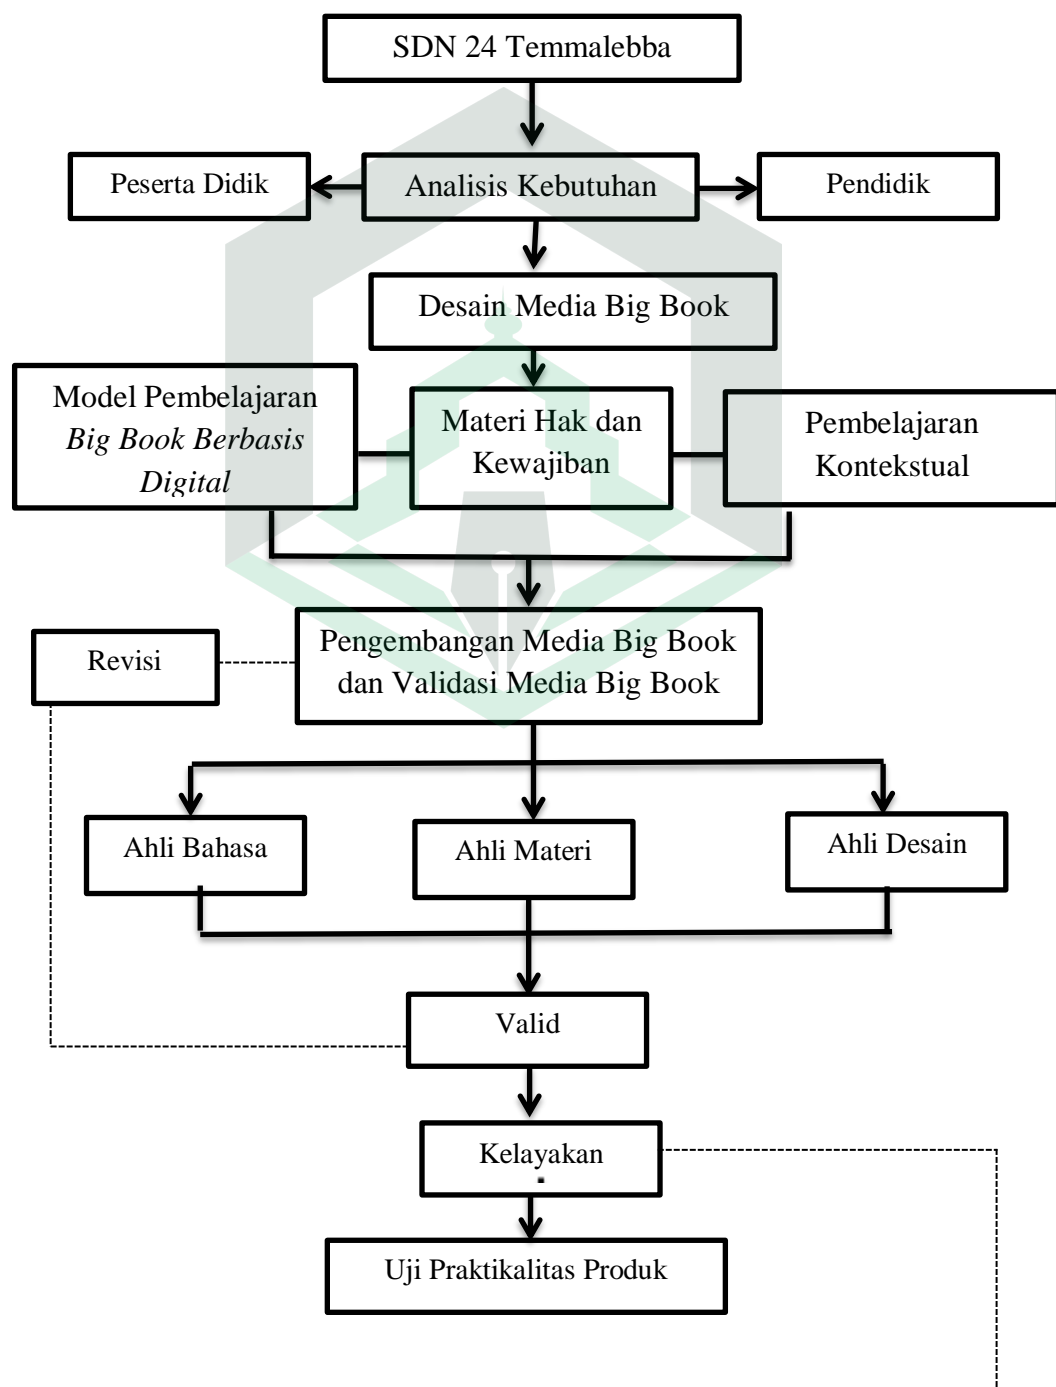 SDN 24 Temmalebba
Peserta Didik
Analisis Kebutuhan
Pendidik
Desain Media Big Book
Model Pembelajaran
Big Book Berbasis
Digital
Materi Hak dan
Kewajiban
Pembelajaran
Kontekstual
Revisi
Pengembangan Media Big Book
dan Validasi Media Big Book
Ahli Bahasa
Ahli Materi
Ahli Desain
Valid
Kelayakan
Uji Praktikalitas Produk